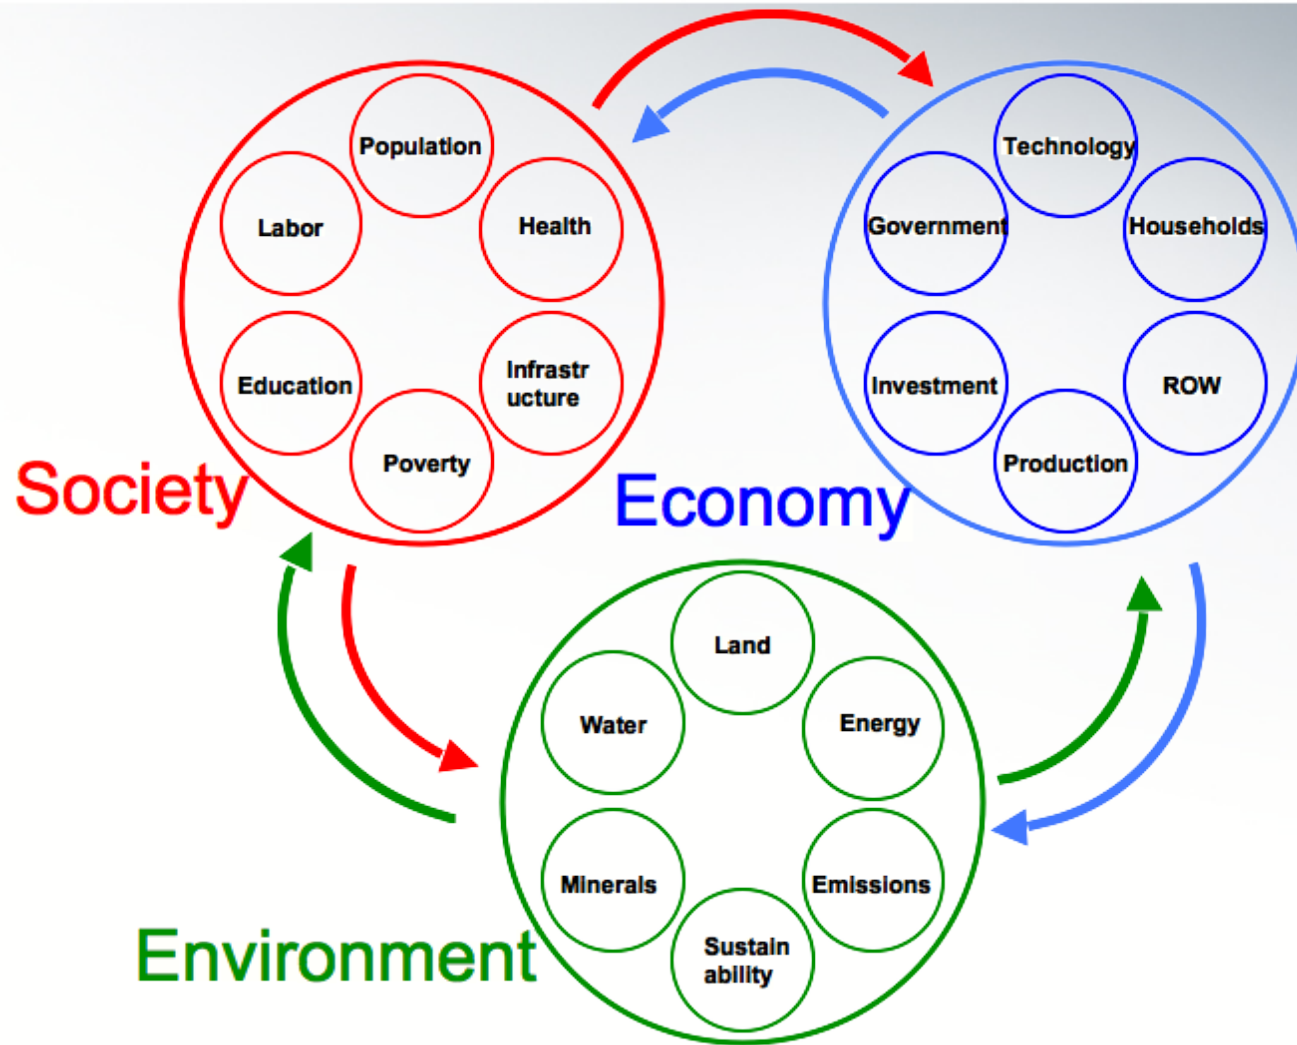 Population
Labor
Health
Education
Infrastr
ucture
Poverty
Society
Technology
Government
Households
Investment
ROW
Production
Economy
Land
Water
Energy
Minerals
Emissions
Sustain
ability
Environment